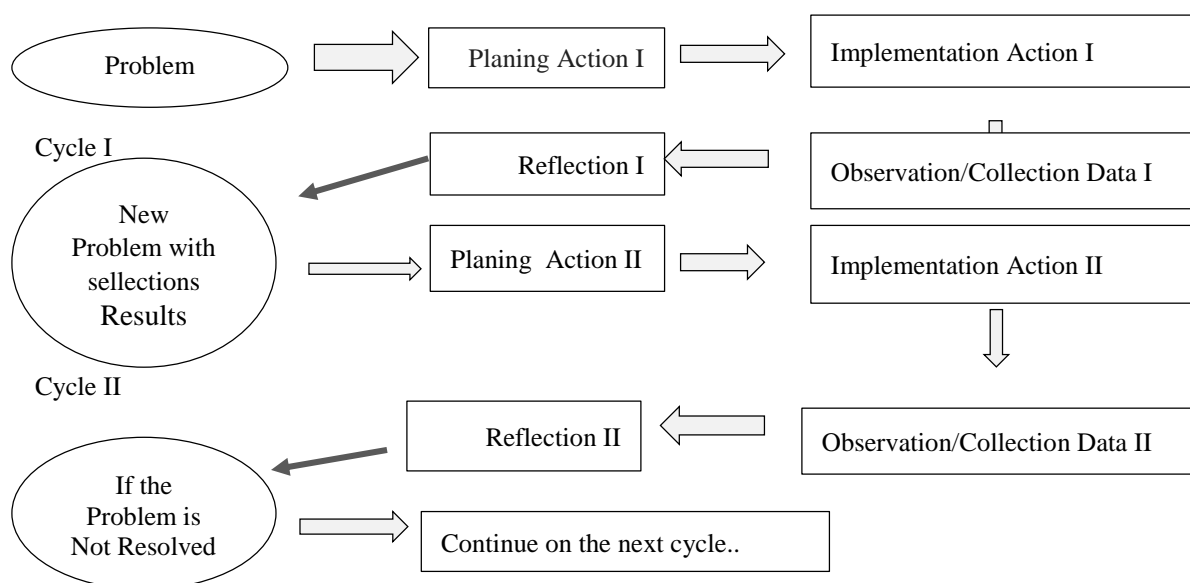 Problem
Planing Action I
Implementation Action I
Cycle I
Reflection I
Observation/Collection Data I
New
Problem with
sellections
Results
Planing Action II
Implementation Action II
Cycle II
Reflection II
Observation/Collection Data II
If the
Problem is
Not Resolved
Continue on the next cycle..